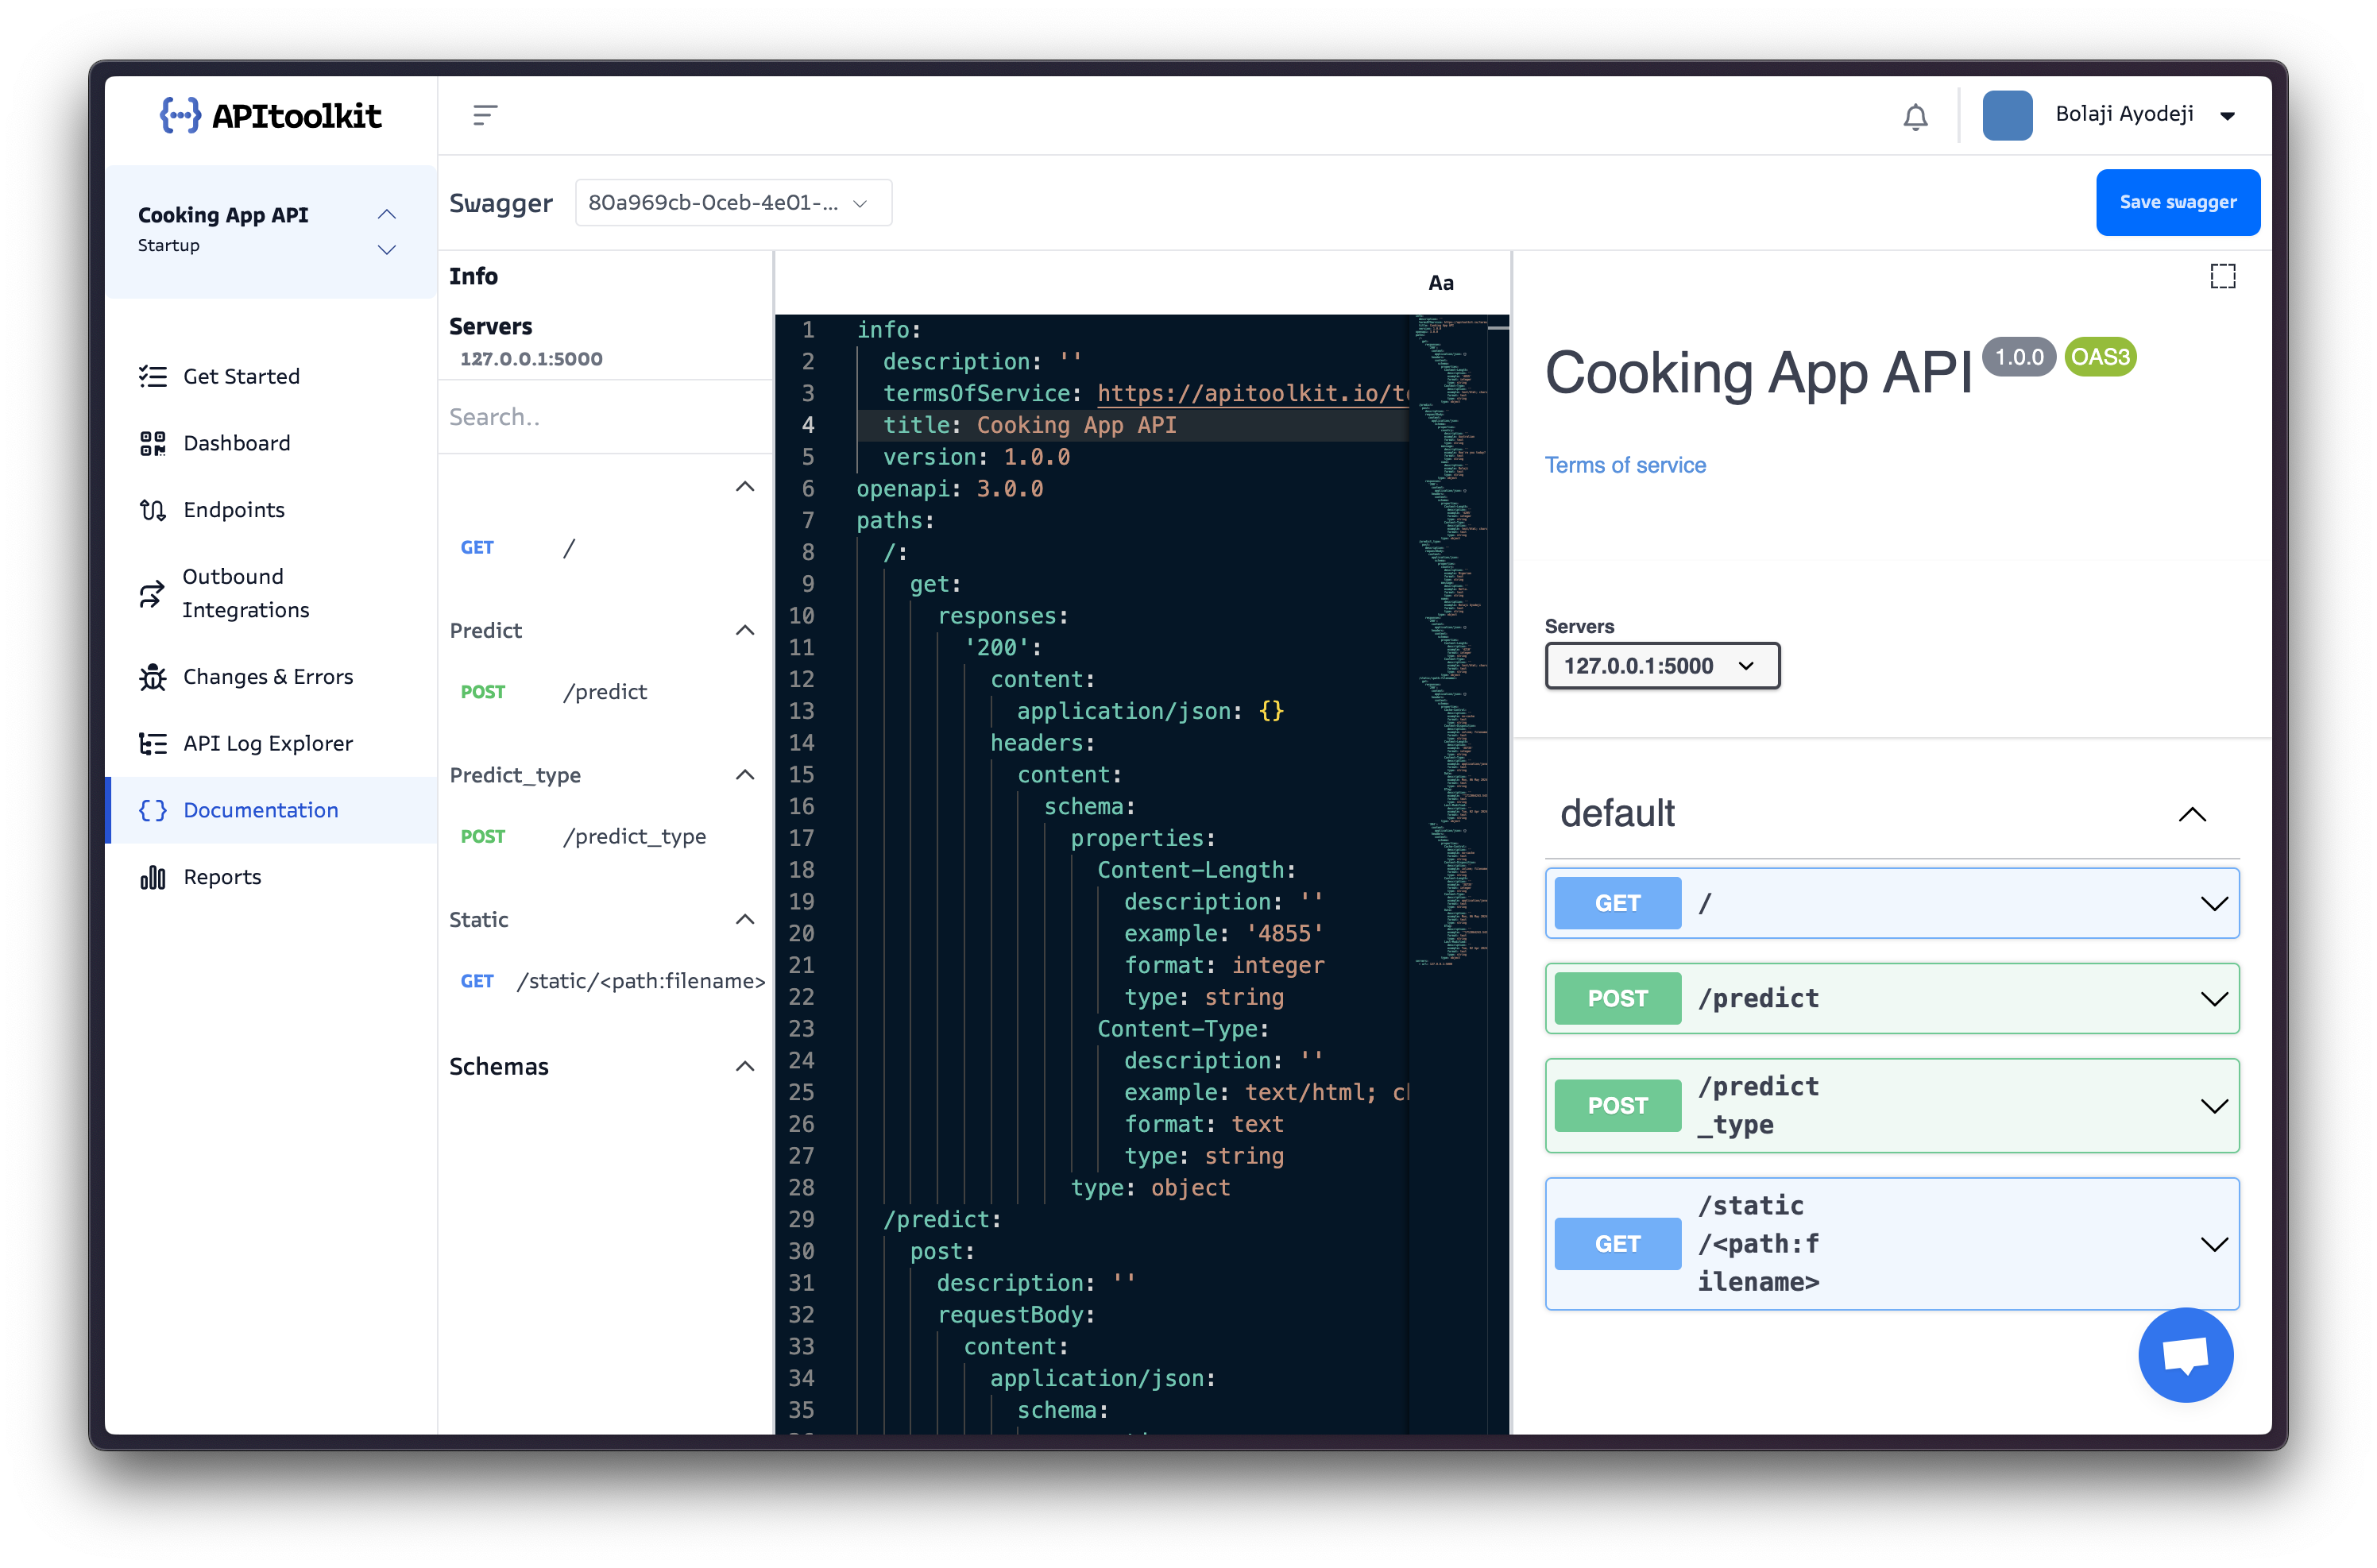 APItoolkit
Bolaji Ayodeji
Cooking App API
Startup
Get Started
Dashboard
Endpoints
Outbound
Integrations
Changes & Errors
API Log Explorer
Documentation
Reports
Swagger
80a969cb-0ceb-4e01-...
Save swagger
Info
Servers
127.0.0.1:5000
Search..
GET /
Predict
POST /predict
Predict_type
POST /predict_type
Static
GET /static/<path:filename>
Schemas
Aa
1 info:
2 description: ''
3 termsOfService: https://apitoolkit.io/te
4 title: Cooking App API
5 version: 1.0.0
6 openapi: 3.0.0
7 paths:
8 /:
9 get:
10 responses:
11 '200':
12 content:
13 application/json: {}
14 headers:
15 content:
16 schema:
17 properties:
18 Content-Length:
19 description: ''
20 example: '4855'
21 format: integer
22 type: string
23 Content-Type:
24 description: ''
25 example: text/html; ch
26 format: text
27 type: string
28 type: object
29 /predict:
30 post:
31 description: ''
32 requestBody:
33 content:
34 application/json:
35 schema:
Cooking App API 1.0.0 OAS3
Terms of service
Servers
127.0.0.1:5000
default
GET /
POST /predict
POST /predict
_type
GET /static
/<path:f
ilename>